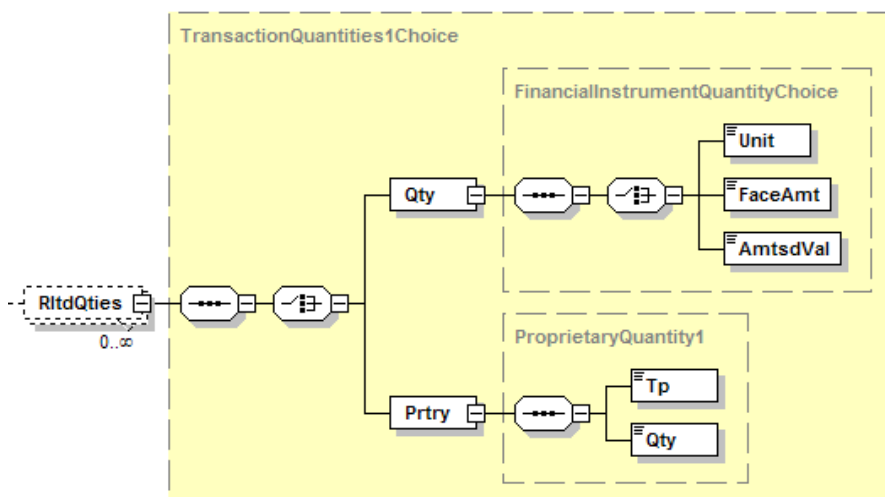 TransactionQuantities1Choice
FinancialInstrumentQuantityChoice
Unit
Qty
FaceAmt
AmtsdVal
RltdQties
0..∞
ProprietaryQuantity1
Tp
Prtry
Qty